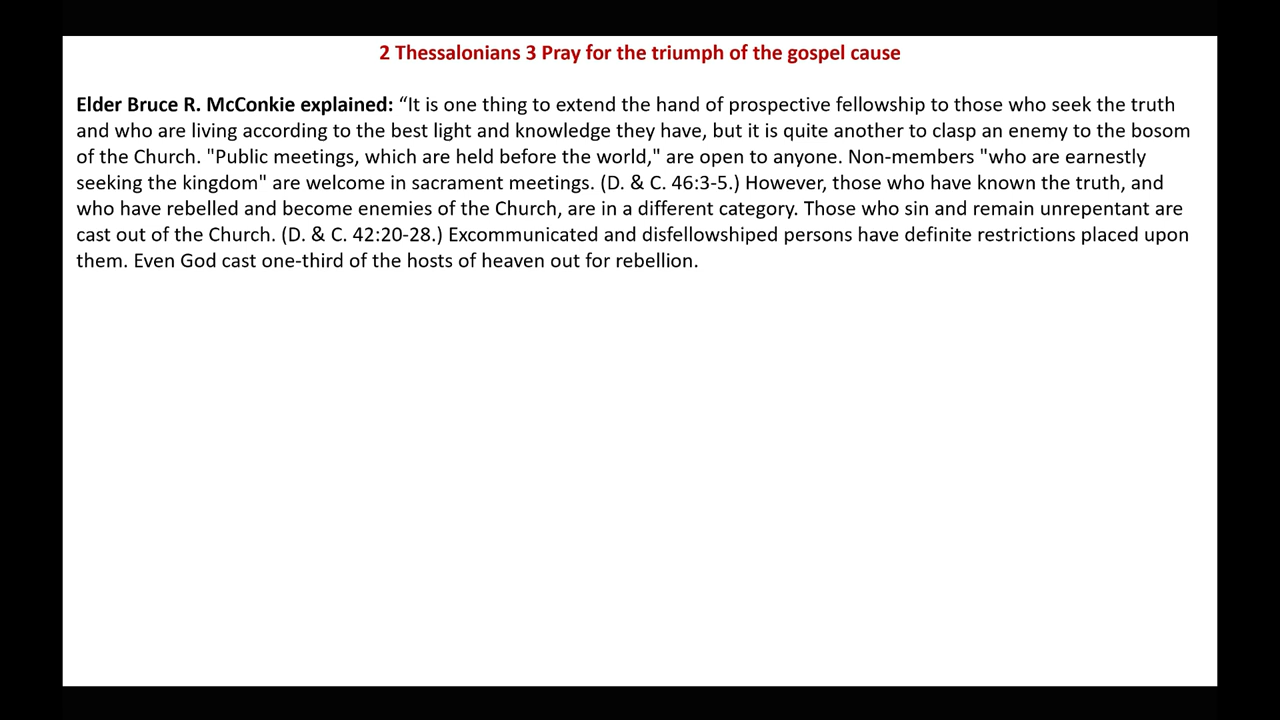 2 Thessalonians 3 Pray for the triumph of the gospel cause
Elder Bruce R. McConkie explained: “It is one thing to extend the hand of prospective fellowship to those who seek the truth
and who are living according to the best light and knowledge they have, but it is quite another to clasp an enemy to the bosom
of the Church. "Public meetings, which are held before the world," are open to anyone. Non-members "who are earnestly
seeking the kingdom" are welcome in sacrament meetings. (D. & C. 46:3-5.) However, those who have known the truth, and
who have rebelled and become enemies of the Church, are in a different category. Those who sin and remain unrepentant are
cast out of the Church. (D. & C. 42:20-28.) Excommunicated and disfellowshiped persons have definite restrictions placed upon
them. Even God cast one-third of the hosts of heaven out for rebellion.